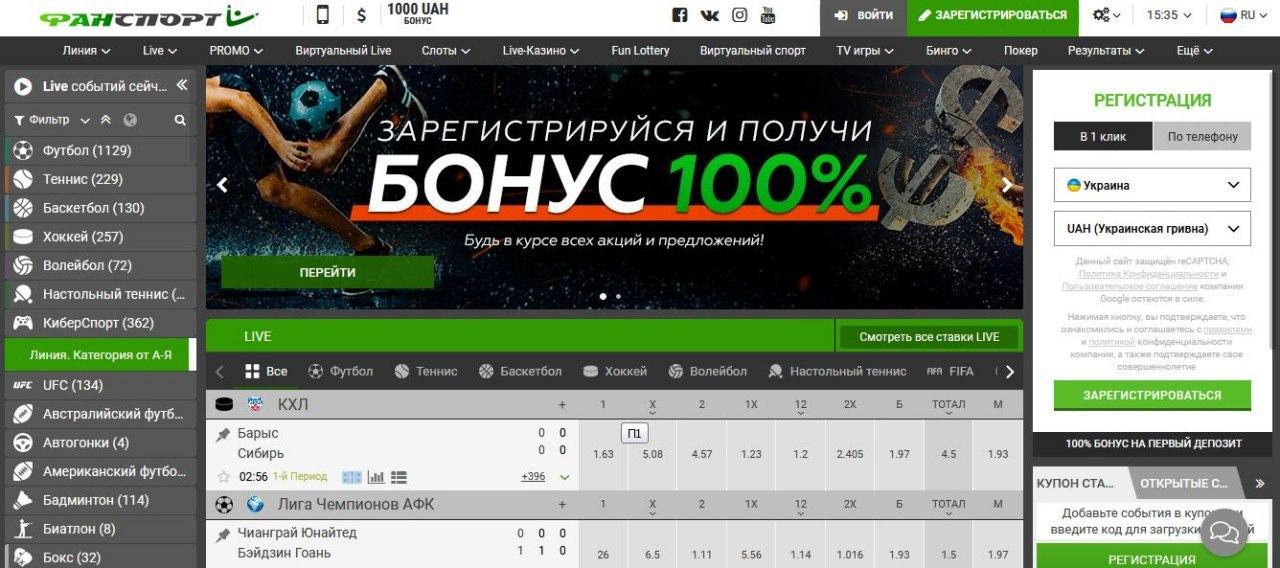 ФАНСПОРТ
$
1000 UAH
БОНУС
You Tube
ВОЙТИ
ЗАРЕГИСТРИРОВАТЬСЯ
15:35
RU
ЛИНИЯ
Live
PROMO
Виртуальный Live
Слоты
Live-Казино
Fun Lottery
Виртуальный спорт
TV игры
Бинго
Покер
Результаты
Ещё
Live событий сейч...
Фильтр
Футбол (1129)
Теннис (229)
Баскетбол (130)
Хоккей (257)
Волейбол (72)
Настольный теннис (...
КиберСпорт (362)
Линия. Категория от А-Я
UFC UFC (134)
Австралийский футб...
Автогонки (4)
Американский футбо...
Бадминтон (114)
Биатлон (8)
Бокс (32)
ЗАРЕГИСТРИРУЙСЯ И ПОЛУЧИ
БОНУС 100%
Будь в курсе всех акций и предложений!
ПЕРЕЙТИ
LIVE
Смотреть все ставки LIVE
Все
Футбол
Теннис
Баскетбол
Хоккей
Волейбол
Настольный теннис
FIFA FIFA
КХЛ + 1 X 2 1X 12 2X Б ТОТАЛ М
Барыс 0 0
П1
Сибирь 0 0
1.63 5.08 4.57 1.23 1.2 2.405 1.97 4.5 1.93
02:56 1-й Период +396
Лига Чемпионов АФК + 1 X 2 1X 12 2X Б ТОТАЛ М
Чианграй Юнайтед 0 0 0
Бэйдзин Гоань 1 1 0
26 6.5 1.11 5.56 1.14 1.016 1.93 1.5 1.97
РЕГИСТРАЦИЯ
В 1 клик
По телефону
Украина
UAH (Украинская гривна)
Данный сайт защищён reCAPTCHA;
Политика Конфиденциальности и
Пользовательское соглашение компании
Google остаются в силе.
Нажимая кнопку, вы подтверждаете, что
ознакомились и соглашаетесь с правилами
и политикой конфиденциальности
компании, а также подтверждаете свое
совершеннолетие
ЗАРЕГИСТРИРОВАТЬСЯ
100% БОНУС НА ПЕРВЫЙ ДЕПОЗИТ
КУПОН СТА...
ОТКРЫТЫЕ С...
Добавьте события в купон
введите код для загрузки
РЕГИСТРАЦИЯ